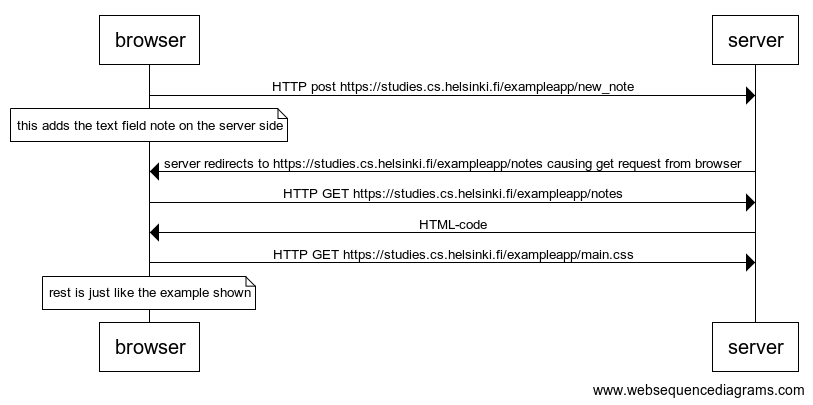 browser server
HTTP post https://studies.cs.helsinki.fi/exampleapp/new_note
this adds the text field note on the server side
server redirects to https://studies.cs.helsinki.fi/exampleapp/notes causing get request from browser
HTTP GET https://studies.cs.helsinki.fi/exampleapp/notes
HTML-code
HTTP GET https://studies.cs.helsinki.fi/exampleapp/main.css
rest is just like the example shown
browser server
www.websequencediagrams.com